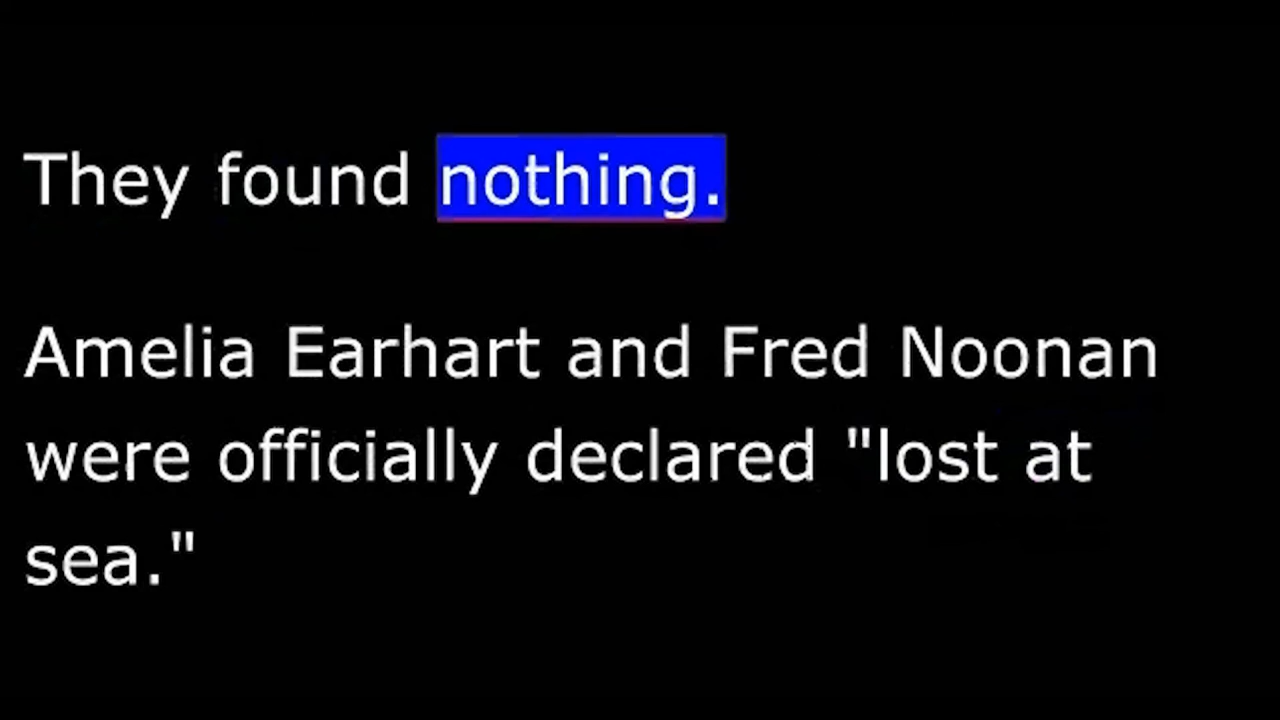 They found nothing.
Amelia Earhart and Fred Noonan
were officially declared "lost at
sea."